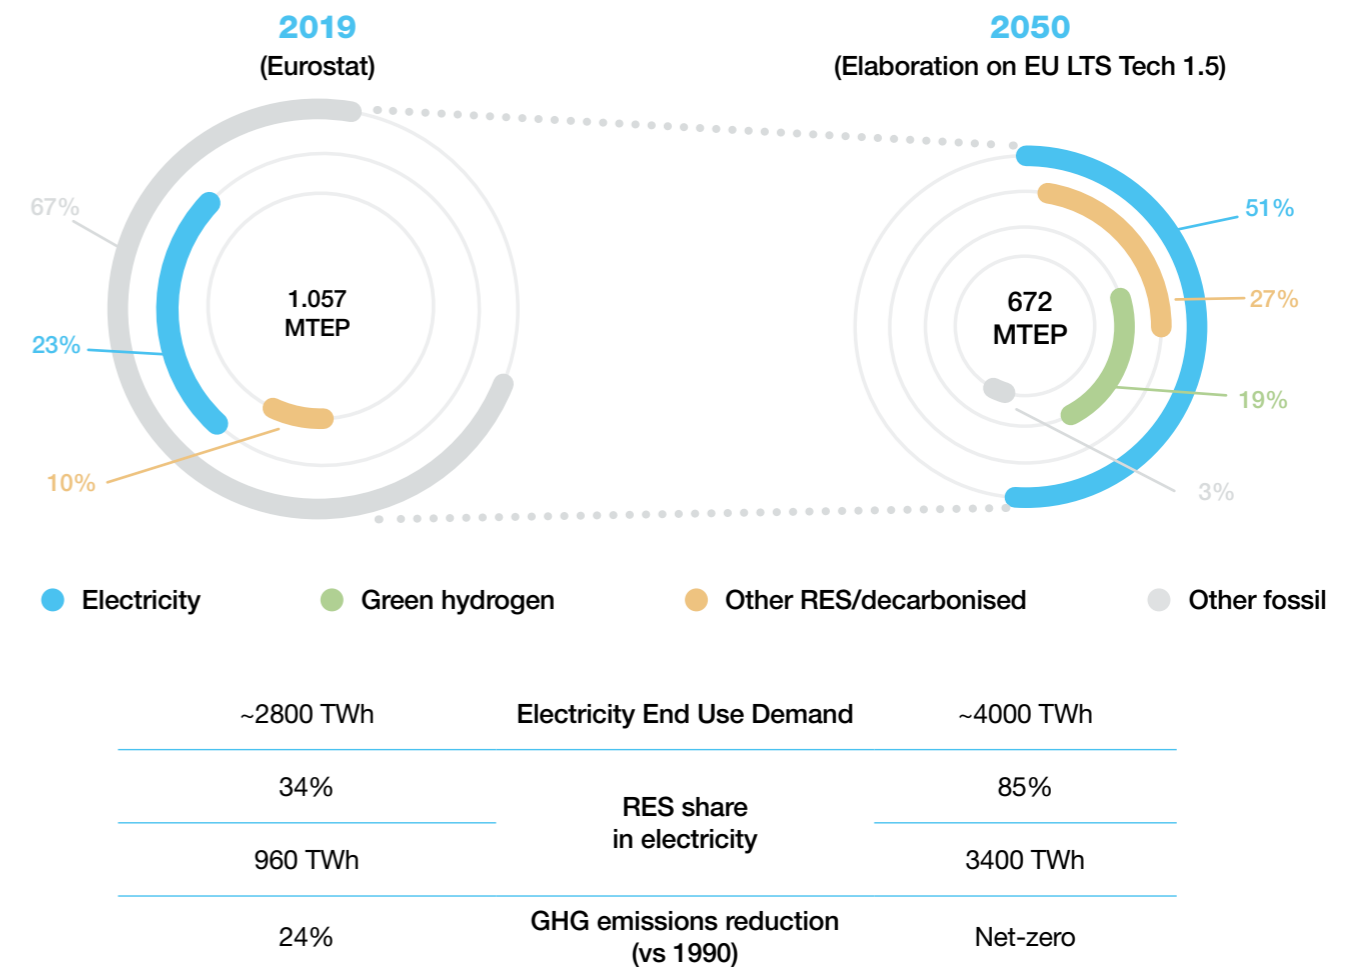 2019
(Eurostat)
2050
(Elaboration on EU LTS Tech 1.5)
67%
23%
10%
1.057
MTEP
672
MTEP
51%
27%
19%
3%
Electricity
Green hydrogen
Other RES/decarbonised
Other fossil
~2800 TWh
Electricity End Use Demand
~4000 TWh
34%
RES share
in electricity
85%
960 TWh
3400 TWh
24%
GHG emissions reduction
(vs 1990)
Net-zero